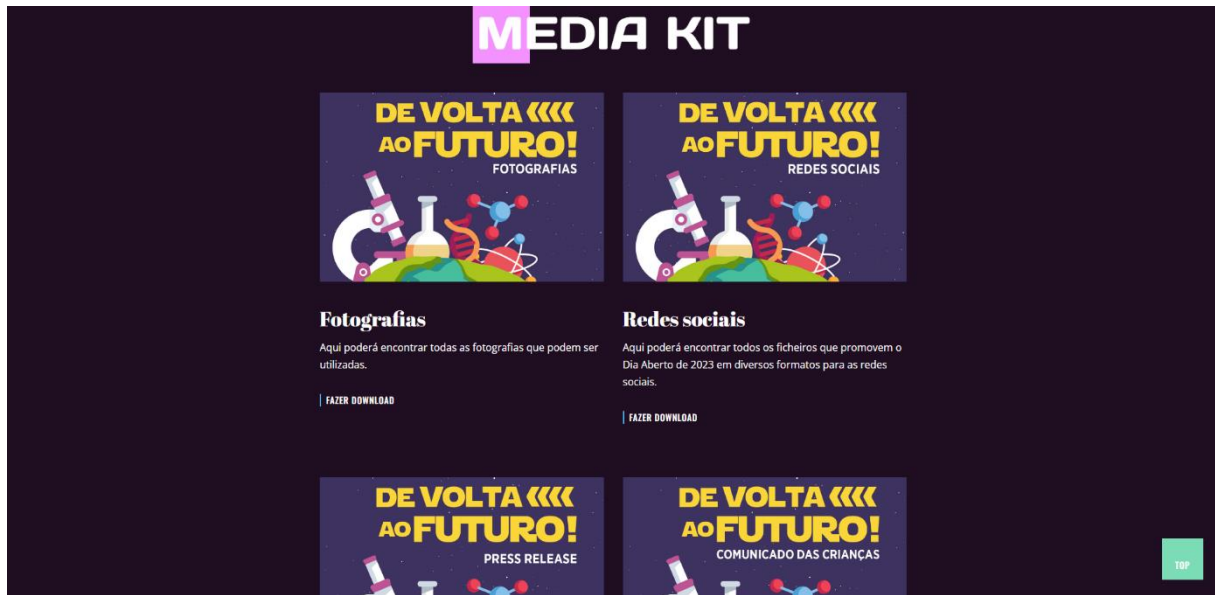 MEDIA KIT
DE VOLTA
AO FUTURO!
FOTOGRAFIAS
DE VOLTA
AO FUTURO!
REDES SOCIAIS
Fotografias
Aqui poderá encontrar todas as fotografias que podem ser
utilizadas.
FAZER DOWNLOAD
Redes sociais
Aqui poderá encontrar todos os ficheiros que promovem o
Dia Aberto de 2023 em diversos formatos para as redes
sociais.
FAZER DOWNLOAD
DE VOLTA
AO FUTURO!
PRESS RELEASE
DE VOLTA
AO FUTURO!
COMUNICADO DAS CRIANÇAS
TOP